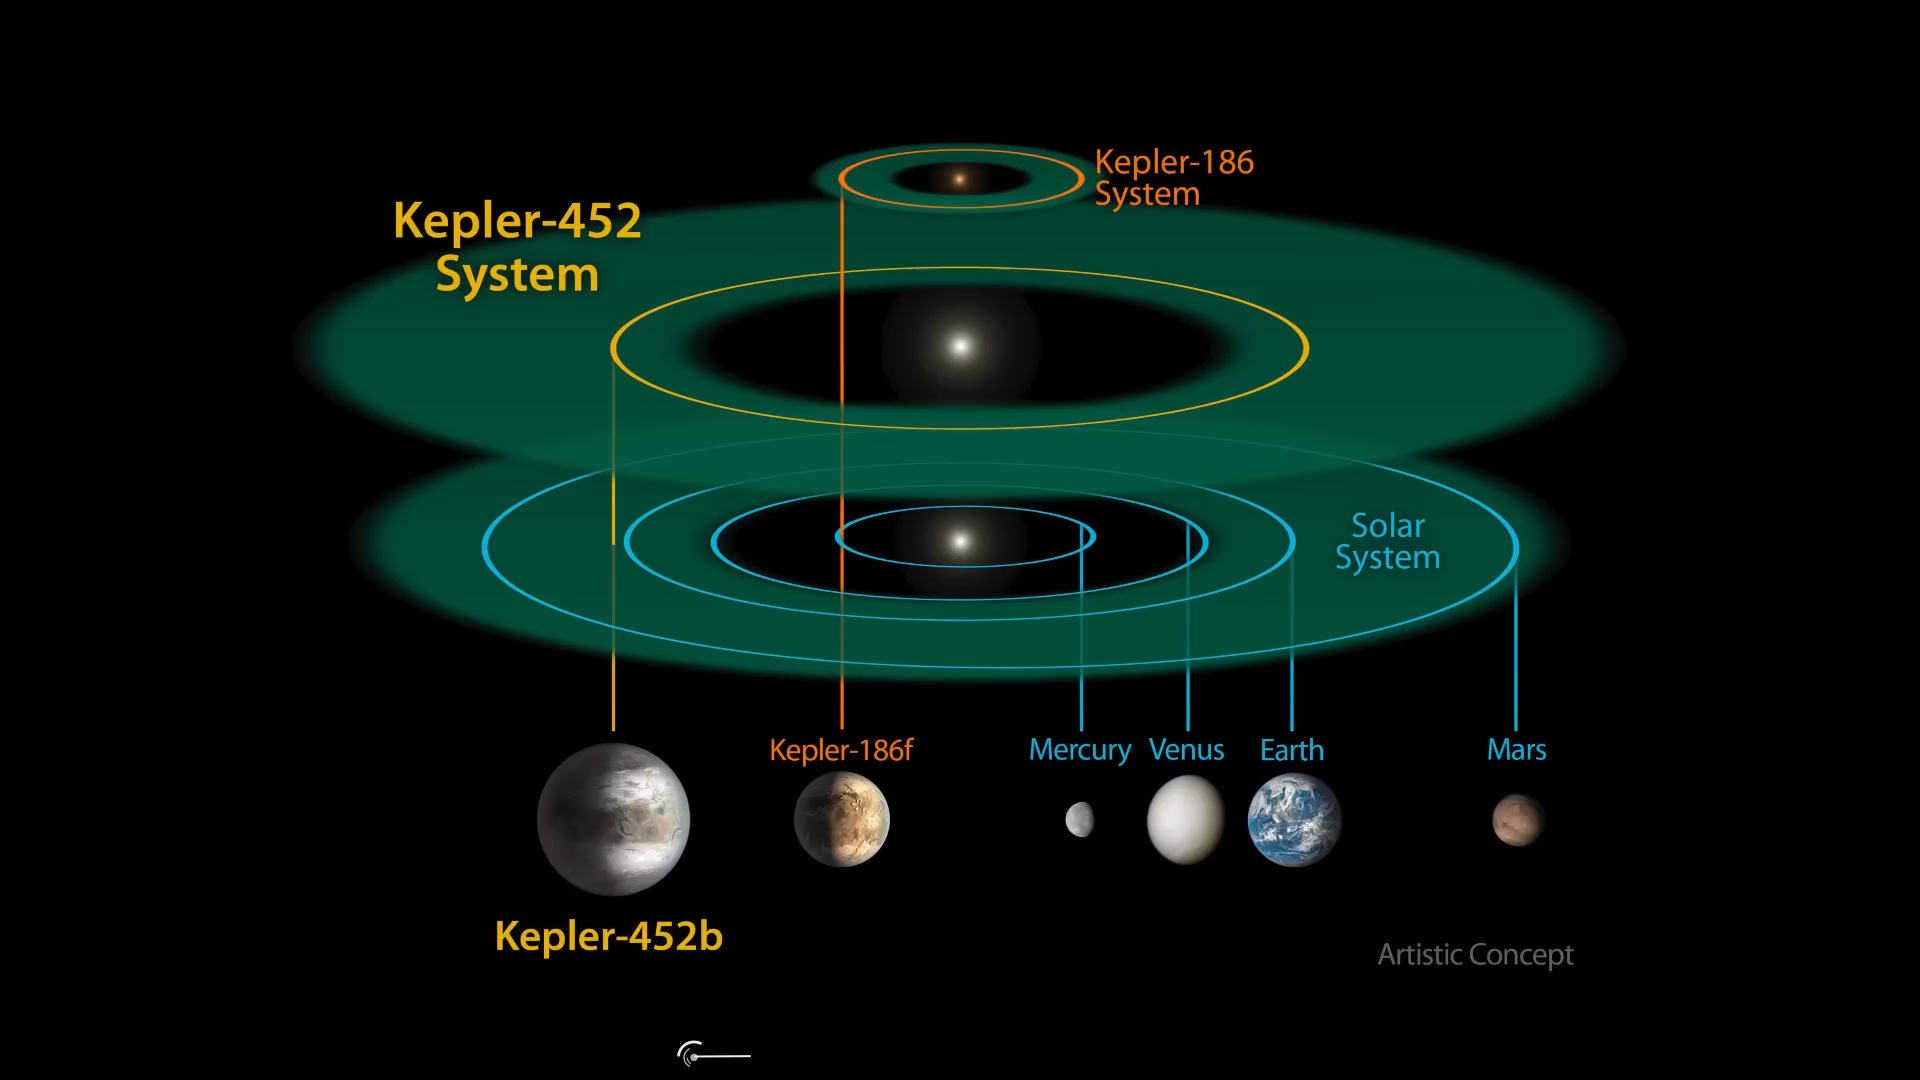 Kepler-186
System
Kepler-452
System
Solar
System
Kepler-186f
Mercury
Venus
Earth
Mars
Kepler-452b
Artistic Concept